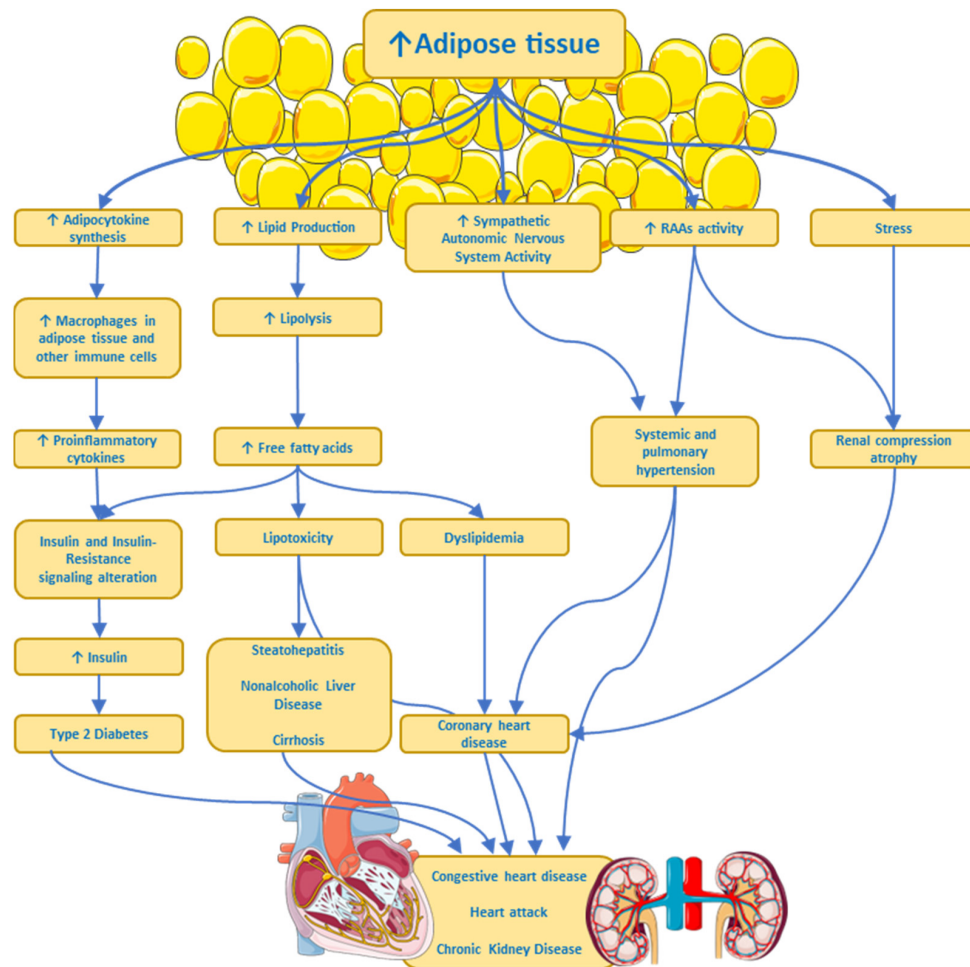 ↑Adipose tissue
↑ Adipocytokine
synthesis
↑ Lipid Production
↑ Sympathetic
Autonomic Nervous
System Activity
↑ RAAs activity
Stress
↑ Macrophages in
adipose tissue and
other immune cells
↑ Lipolysis
↑ Proinflammatory
cytokines
↑ Free fatty acids
Systemic and
pulmonary
hypertension
Renal compression
atrophy
Insulin and Insulin-
Resistance
signaling alteration
Lipotoxicity
Dyslipidemia
↑ Insulin
Steatohepatitis
Nonalcoholic Liver
Disease
Cirrhosis
Type 2 Diabetes
Coronary heart
disease
Congestive heart disease
Heart attack
Chronic Kidney Disease